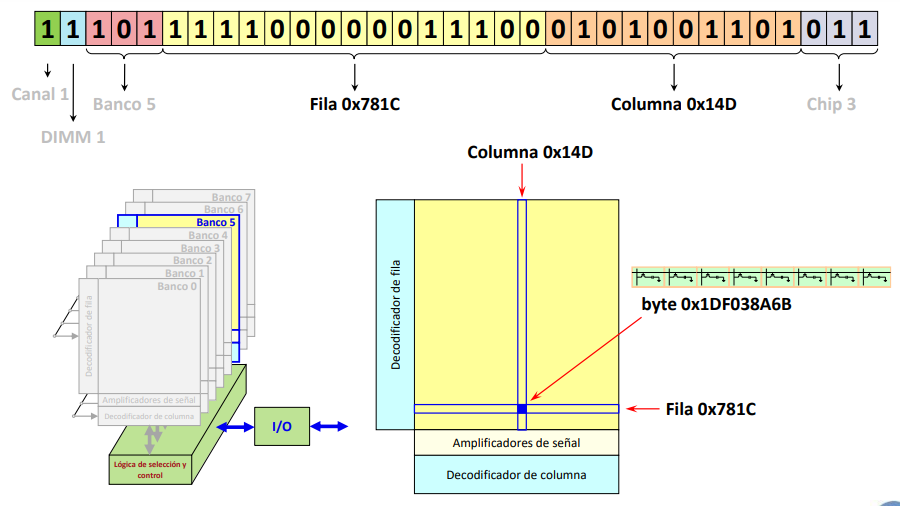 1 1 1 0 1 1 1 1 1 0 0 0 0 0 0 1 1 1 0 0 0 1 0 1 0 0 1 1 0 1 0 1 1
Canal 1
DIMM 1
Banco 5
Fila 0x781C
Columna 0x14D
Chip 3
Columna 0x14D
Banco 7
Banco 6
Banco 5
Banco 4
Banco 3
Banco 2
Banco 1
Banco 0
Decodificador de fila
Amplificadores de señal
Decodificador de columna
Lógica de selección y
control
I/O
Decodificador de fila
byte 0x1DF038A6B
Fila 0x781C
Amplificadores de señal
Decodificador de columna